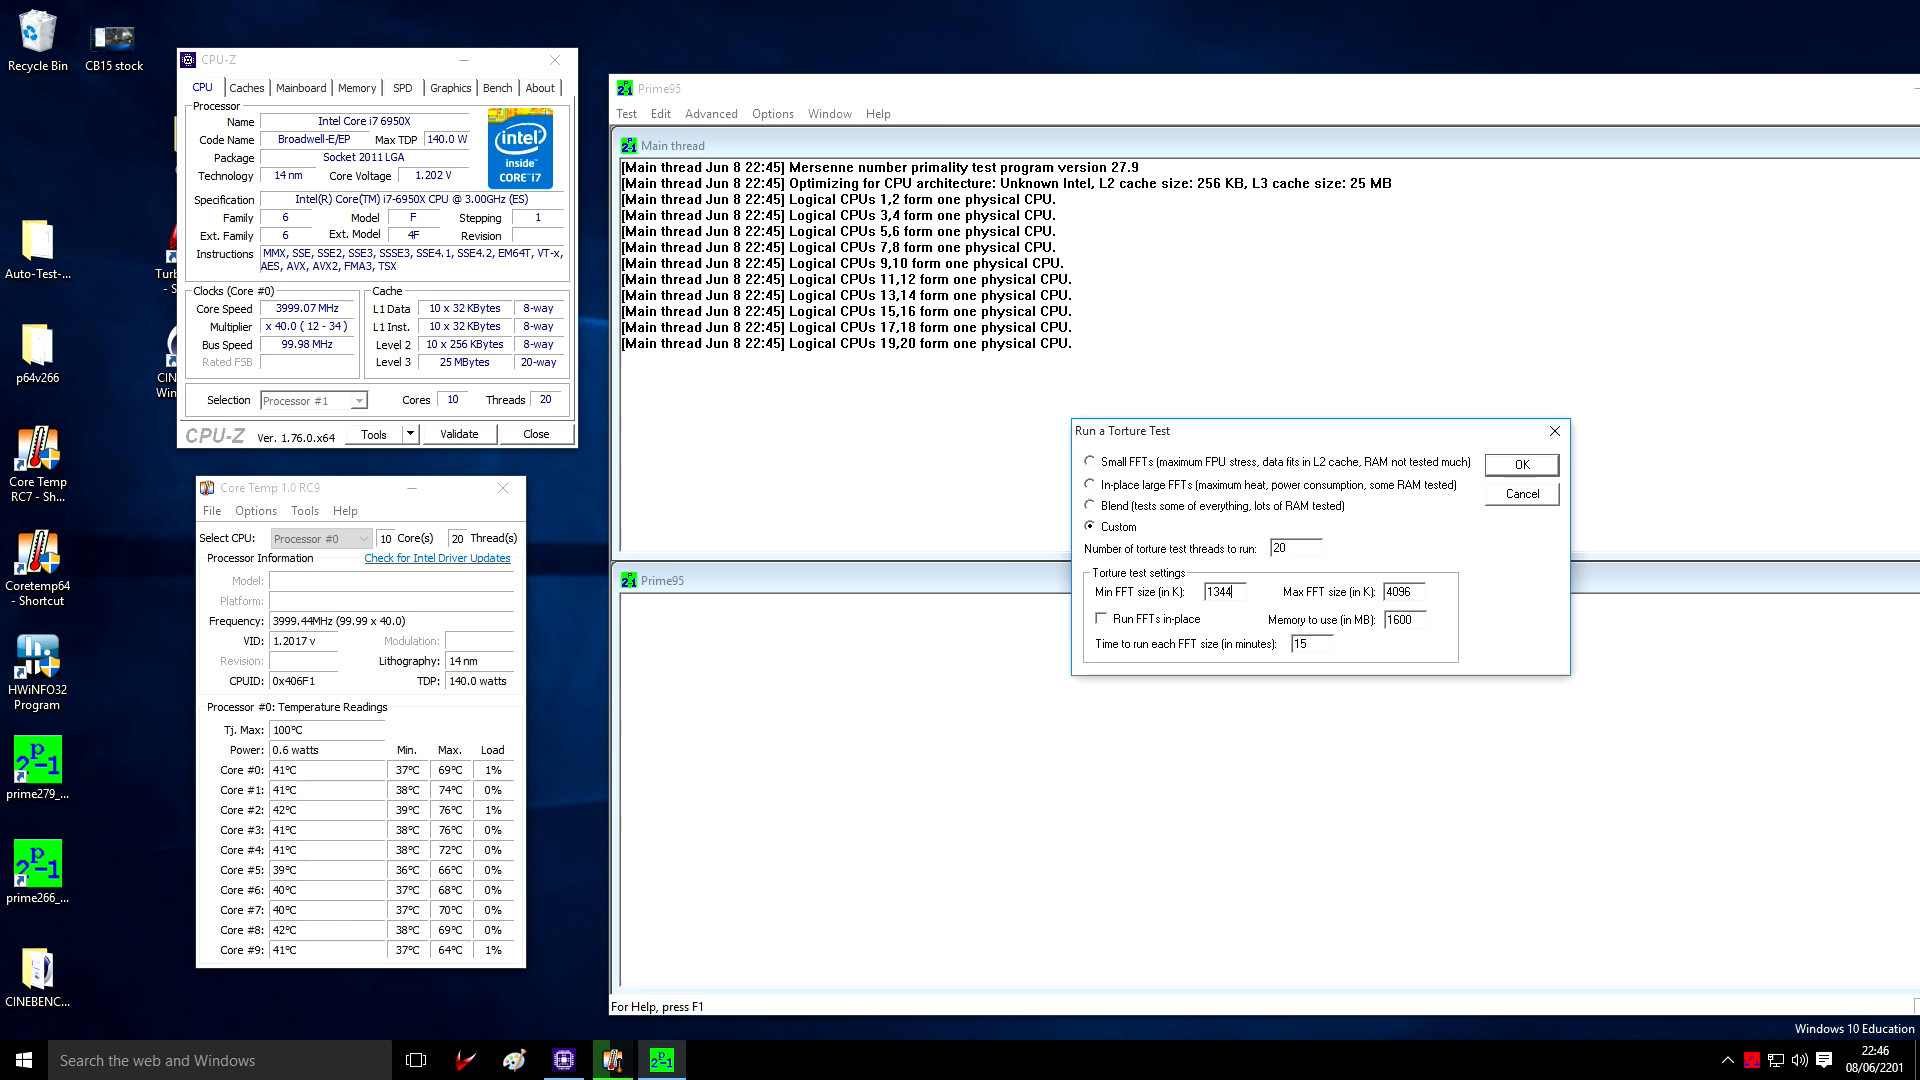 Recycle Bin
CB15 stock
Auto-Test-...
p64v266
Core Temp
RC7 - Sh...
Coretemp64
- Shortcut
HWiNFO32
Program
prime279_...
prime266_...
CINEBENC...
Turb
- S
CIN
Win
CPU-Z
CPU Caches Mainboard Memory SPD Graphics Bench About
Processor
Name Intel Core i7 6950X
Code Name Broadwell-E/EP Max TDP 140.0 W
Package Socket 2011 LGA
Technology 14 nm Core Voltage 1.202 V
intel
inside™
CORE™i7
Specification Intel(R) Core(TM) i7-6950X CPU @ 3.00GHz (ES)
Family 6 Model F Stepping 1
Ext. Family 6 Ext. Model 4F Revision
Instructions MMX, SSE, SSE2, SSE3, SSSE3, SSE4.1, SSE4.2, EM64T, VT-x,
AES, AVX, AVX2, FMA3, TSX
Clocks (Core #0)
Core Speed 3999.07 MHz
Multiplier x 40.0 ( 12 - 34 )
Bus Speed 99.98 MHz
Rated FSB
Cache
L1 Data 10 x 32 KBytes 8-way
L1 Inst. 10 x 32 KBytes 8-way
Level 2 10 x 256 KBytes 8-way
Level 3 25 MBytes 20-way
Selection Processor #1 Cores 10 Threads 20
CPU-Z Ver. 1.76.0.x64 Tools Validate Close
Core Temp 1.0 RC9
File Options Tools Help
Select CPU: Processor #0 10 Core(s) 20 Thread(s)
Processor Information Check for Intel Driver Updates
Model:
Platform:
Frequency: 3999.44MHz (99.99 x 40.0)
VID: 1.2017 v Modulation:
Revision: Lithography: 14 nm
CPUID: 0x406F1 TDP: 140.0 watts
Processor #0: Temperature Readings
Tj. Max: 100°C
Power: 0.6 watts Min. Max. Load
Core #0: 41°C 37°C 69°C 1%
Core #1: 41°C 38°C 74°C 0%
Core #2: 42°C 39°C 76°C 1%
Core #3: 41°C 38°C 76°C 0%
Core #4: 41°C 38°C 72°C 0%
Core #5: 39°C 36°C 66°C 0%
Core #6: 40°C 37°C 68°C 0%
Core #7: 40°C 37°C 70°C 0%
Core #8: 42°C 38°C 69°C 0%
Core #9: 41°C 37°C 64°C 1%
Prime95
Test Edit Advanced Options Window Help
Main thread
[Main thread Jun 8 22:45] Mersenne number primality test program version 27.9
[Main thread Jun 8 22:45] Optimizing for CPU architecture: Unknown Intel, L2 cache size: 256 KB, L3 cache size: 25 MB
[Main thread Jun 8 22:45] Logical CPUs 1,2 form one physical CPU.
[Main thread Jun 8 22:45] Logical CPUs 3,4 form one physical CPU.
[Main thread Jun 8 22:45] Logical CPUs 5,6 form one physical CPU.
[Main thread Jun 8 22:45] Logical CPUs 7,8 form one physical CPU.
[Main thread Jun 8 22:45] Logical CPUs 9,10 form one physical CPU.
[Main thread Jun 8 22:45] Logical CPUs 11,12 form one physical CPU.
[Main thread Jun 8 22:45] Logical CPUs 13,14 form one physical CPU.
[Main thread Jun 8 22:45] Logical CPUs 15,16 form one physical CPU.
[Main thread Jun 8 22:45] Logical CPUs 17,18 form one physical CPU.
[Main thread Jun 8 22:45] Logical CPUs 19,20 form one physical CPU.
Prime95
Run a Torture Test
Small FFTs (maximum FPU stress, data fits in L2 cache, RAM not tested much)
In-place large FFTs (maximum heat, power consumption, some RAM tested)
Blend (tests some of everything, lots of RAM tested)
Custom
OK
Cancel
Number of torture test threads to run: 20
Torture test settings
Min FFT size (in K): 1344 Max FFT size (in K): 4096
Run FFTs in-place Memory to use (in MB): 1600
Time to run each FFT size (in minutes): 15
For Help, press F1
Windows 10 Education
Search the web and Windows
22:46
08/06/2201